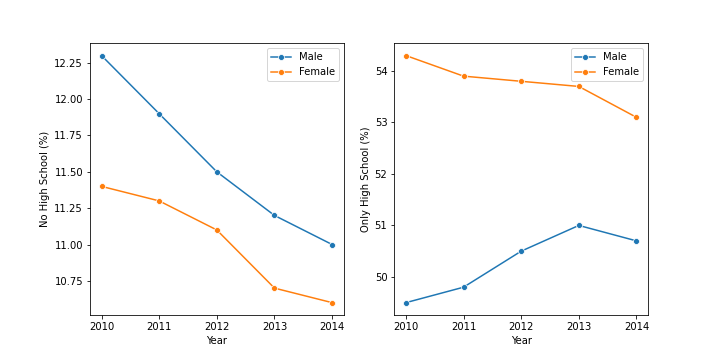 No High School (%)
12.25
12.00
11.75
11.50
11.25
11.00
10.75
2010 2011 2012 2013 2014
Year
Male
Female
Only High School (%)
54
53
52
51
50
2010 2011 2012 2013 2014
Year
Male
Female